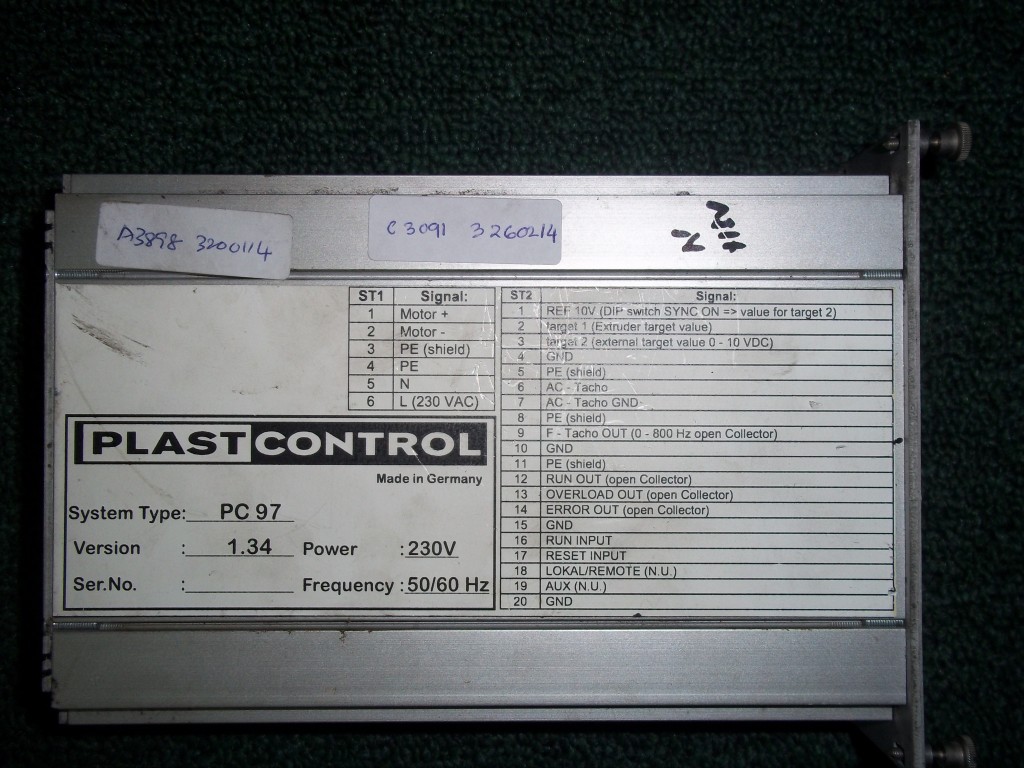 A3898 3200114
C3091 3260214
ST1 Signal:
1 Motor +
2 Motor -
3 PE (shield)
4 PE
5 N
6 L (230 VAC)
ST2 Signal:
1 REF 10V (DIP switch SYNC ON => value for target 2)
2 target 1 (Extruder target value)
3 target 2 (external target value 0 - 10 VDC)
4 GND
5 PE (shield)
6 AC - Tacho
7 AC - Tacho GND
8 PE (shield)
9 F - Tacho OUT (0 - 800 Hz open Collector)
10 GND
11 PE (shield)
12 RUN OUT (open Collector)
13 OVERLOAD OUT (open Collector)
14 ERROR OUT (open Collector)
15 GND
16 RUN INPUT
17 RESET INPUT
18 LOKAL/REMOTE (N.U.)
19 AUX (N.U.)
20 GND
PLASTCONTROL
Made in Germany
System Type: PC 97
Version : 1.34 Power : 230V
Ser.No. : Frequency : 50/60 Hz